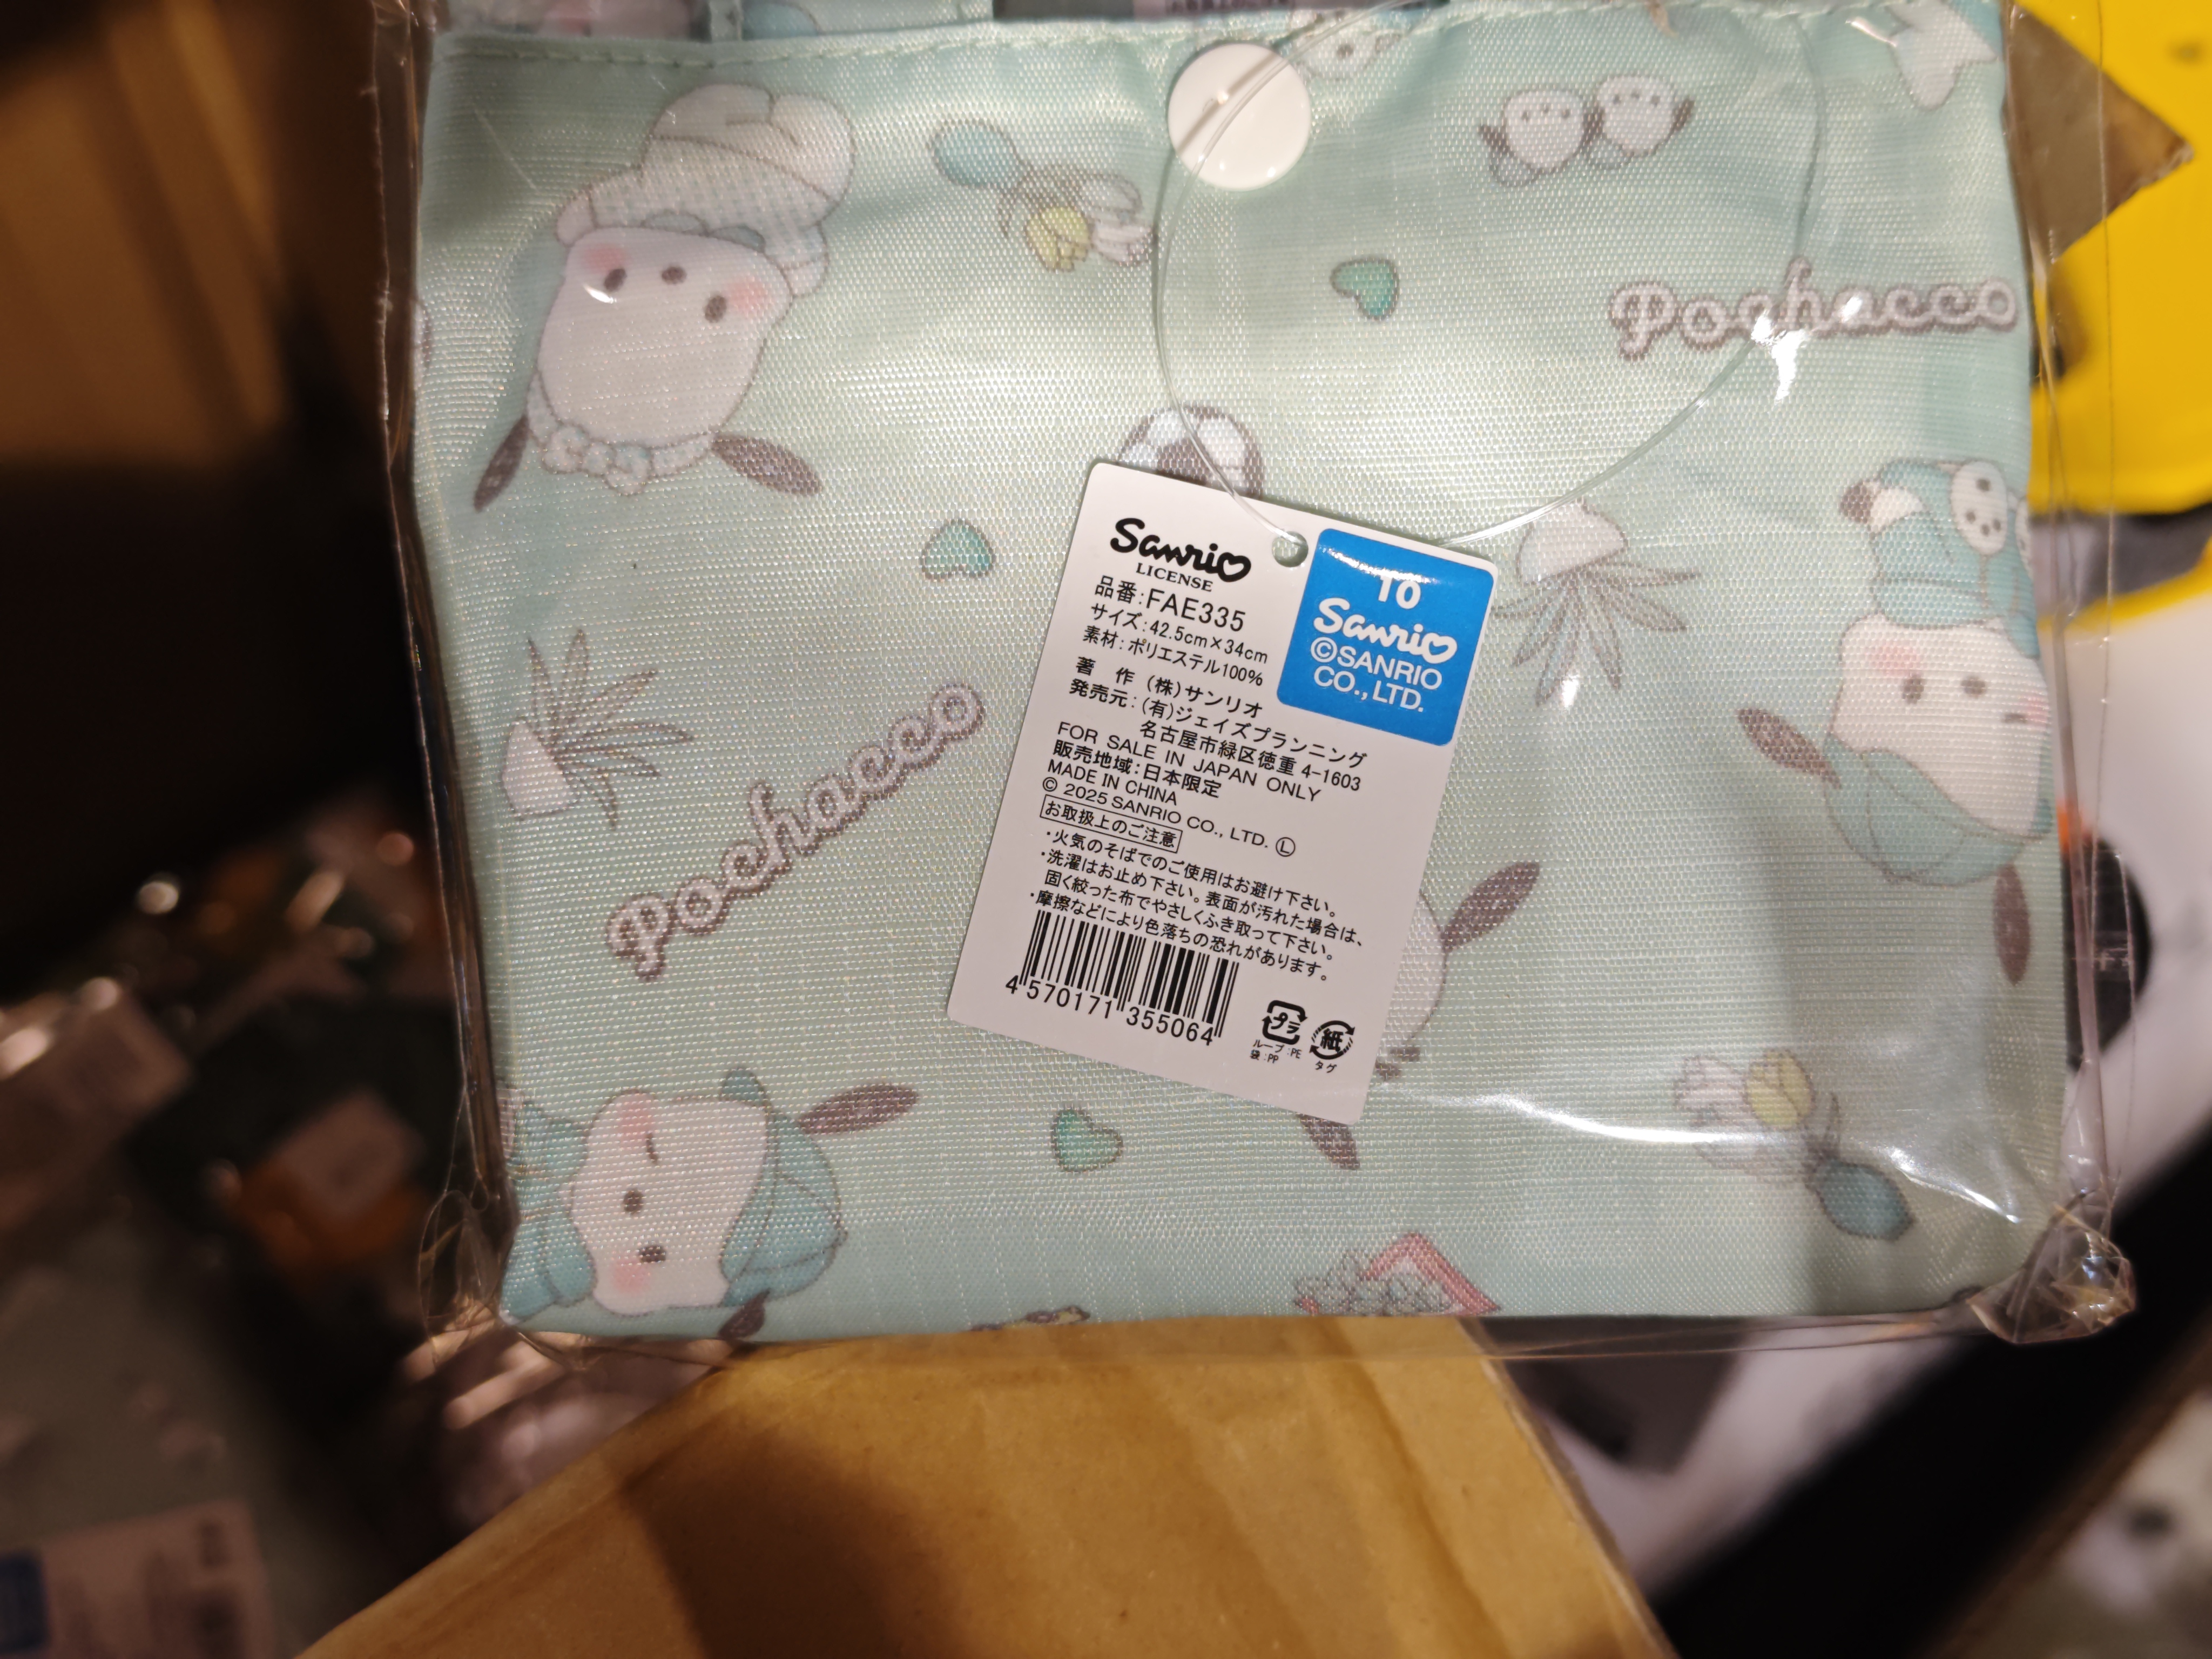 Pochacco
Pochacco
Sanrio
LICENSE
品番:FAE335
サイズ:42.5cm×34cm
素材:ポリエステル100%
著 作 (株)サンリオ
発売元:(有)ジェイズプランニング
名古屋市緑区徳重 4-1603
FOR SALE IN JAPAN ONLY
販売地域:日本限定
MADE IN CHINA
© 2025 SANRIO CO., LTD. Ⓛ
お取扱上のご注意
・火気のそばでのご使用はお避け下さい。
・洗濯はお止め下さい。表面が汚れた場合は、
固く絞った布でやさしくふき取って下さい。
・摩擦などにより色落ちの恐れがあります。
4 570171 355064
プラ
ループ:PE
袋:PP
紙
タグ
10
Sanrio
©SANRIO
CO., LTD.